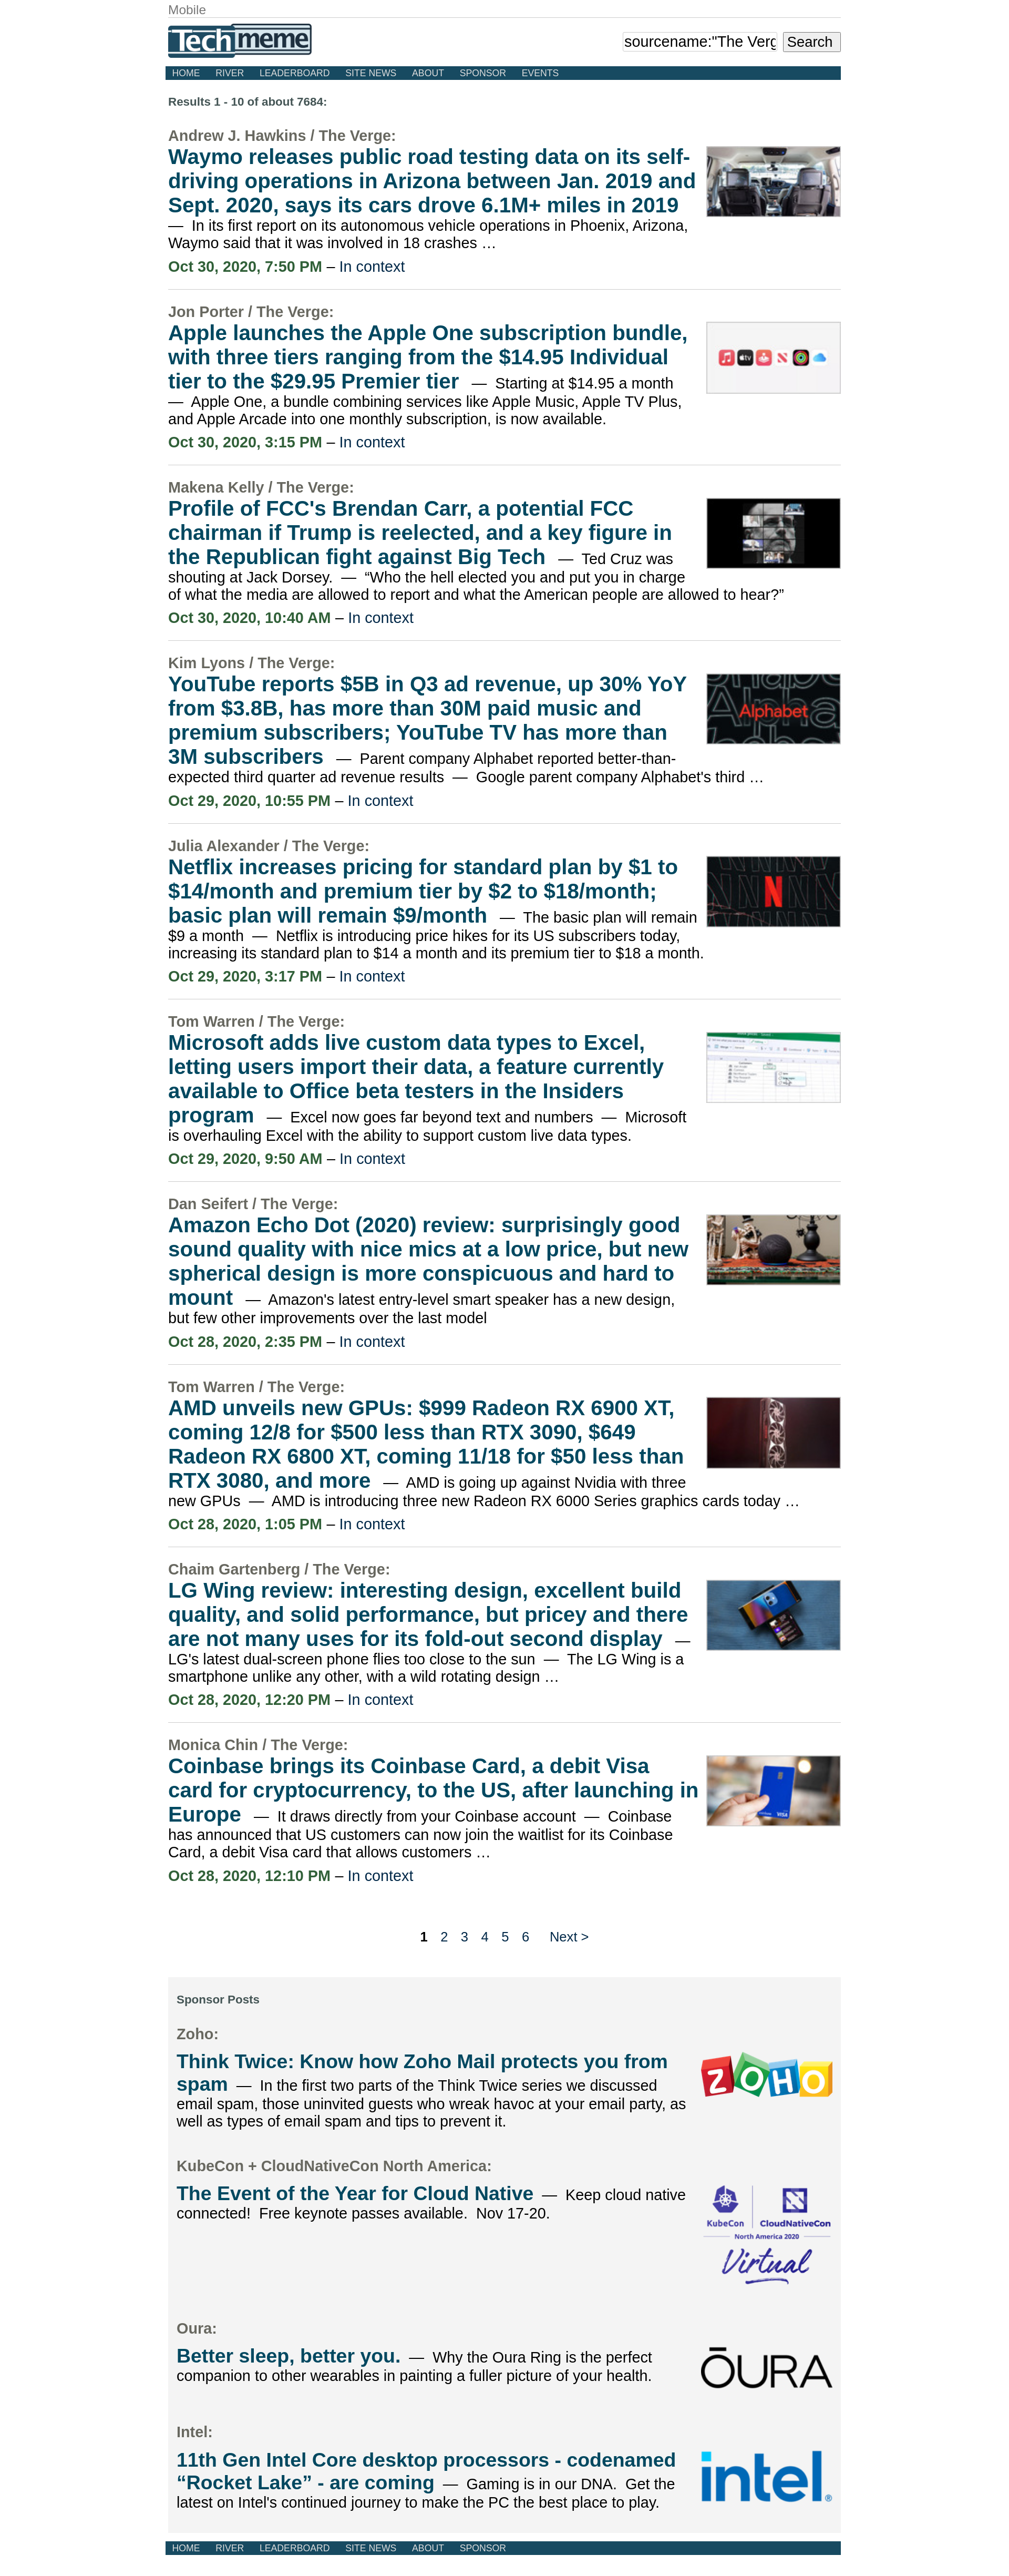 Mobile
Techmeme
sourcename:"The Verg
Search
HOME RIVER LEADERBOARD SITE NEWS ABOUT SPONSOR EVENTS
Results 1 - 10 of about 7684:
Andrew J. Hawkins / The Verge:
Waymo releases public road testing data on its self-
driving operations in Arizona between Jan. 2019 and
Sept. 2020, says its cars drove 6.1M+ miles in 2019
— In its first report on its autonomous vehicle operations in Phoenix, Arizona,
Waymo said that it was involved in 18 crashes …
Oct 30, 2020, 7:50 PM – In context
Jon Porter / The Verge:
Apple launches the Apple One subscription bundle,
with three tiers ranging from the $14.95 Individual
tier to the $29.95 Premier tier — Starting at $14.95 a month
— Apple One, a bundle combining services like Apple Music, Apple TV Plus,
and Apple Arcade into one monthly subscription, is now available.
Oct 30, 2020, 3:15 PM – In context
Makena Kelly / The Verge:
Profile of FCC's Brendan Carr, a potential FCC
chairman if Trump is reelected, and a key figure in
the Republican fight against Big Tech — Ted Cruz was
shouting at Jack Dorsey. — “Who the hell elected you and put you in charge
of what the media are allowed to report and what the American people are allowed to hear?”
Oct 30, 2020, 10:40 AM – In context
Kim Lyons / The Verge:
YouTube reports $5B in Q3 ad revenue, up 30% YoY
from $3.8B, has more than 30M paid music and
premium subscribers; YouTube TV has more than
3M subscribers — Parent company Alphabet reported better-than-
expected third quarter ad revenue results — Google parent company Alphabet's third …
Alphabet
Oct 29, 2020, 10:55 PM – In context
Julia Alexander / The Verge:
Netflix increases pricing for standard plan by $1 to
$14/month and premium tier by $2 to $18/month;
basic plan will remain $9/month — The basic plan will remain
$9 a month — Netflix is introducing price hikes for its US subscribers today,
increasing its standard plan to $14 a month and its premium tier to $18 a month.
Oct 29, 2020, 3:17 PM – In context
Tom Warren / The Verge:
Microsoft adds live custom data types to Excel,
letting users import their data, a feature currently
available to Office beta testers in the Insiders
program — Excel now goes far beyond text and numbers — Microsoft
is overhauling Excel with the ability to support custom live data types.
Oct 29, 2020, 9:50 AM – In context
Dan Seifert / The Verge:
Amazon Echo Dot (2020) review: surprisingly good
sound quality with nice mics at a low price, but new
spherical design is more conspicuous and hard to
mount — Amazon's latest entry-level smart speaker has a new design,
but few other improvements over the last model
Oct 28, 2020, 2:35 PM – In context
Tom Warren / The Verge:
AMD unveils new GPUs: $999 Radeon RX 6900 XT,
coming 12/8 for $500 less than RTX 3090, $649
Radeon RX 6800 XT, coming 11/18 for $50 less than
RTX 3080, and more — AMD is going up against Nvidia with three
new GPUs — AMD is introducing three new Radeon RX 6000 Series graphics cards today …
Oct 28, 2020, 1:05 PM – In context
Chaim Gartenberg / The Verge:
LG Wing review: interesting design, excellent build
quality, and solid performance, but pricey and there
are not many uses for its fold-out second display —
LG's latest dual-screen phone flies too close to the sun — The LG Wing is a
smartphone unlike any other, with a wild rotating design …
Oct 28, 2020, 12:20 PM – In context
Monica Chin / The Verge:
Coinbase brings its Coinbase Card, a debit Visa
card for cryptocurrency, to the US, after launching in
Europe — It draws directly from your Coinbase account — Coinbase
has announced that US customers can now join the waitlist for its Coinbase
Card, a debit Visa card that allows customers …
VISA
Oct 28, 2020, 12:10 PM – In context
1 2 3 4 5 6 Next >
Sponsor Posts
Zoho:
Think Twice: Know how Zoho Mail protects you from
spam — In the first two parts of the Think Twice series we discussed
email spam, those uninvited guests who wreak havoc at your email party, as
well as types of email spam and tips to prevent it.
ZOHO
KubeCon + CloudNativeCon North America:
The Event of the Year for Cloud Native — Keep cloud native
connected! Free keynote passes available. Nov 17-20.
KubeCon CloudNativeCon
North America 2020
Virtual
Oura:
Better sleep, better you. — Why the Oura Ring is the perfect
companion to other wearables in painting a fuller picture of your health.
ŌURA
Intel:
11th Gen Intel Core desktop processors - codenamed
“Rocket Lake” - are coming — Gaming is in our DNA. Get the
latest on Intel's continued journey to make the PC the best place to play.
intel®
HOME RIVER LEADERBOARD SITE NEWS ABOUT SPONSOR